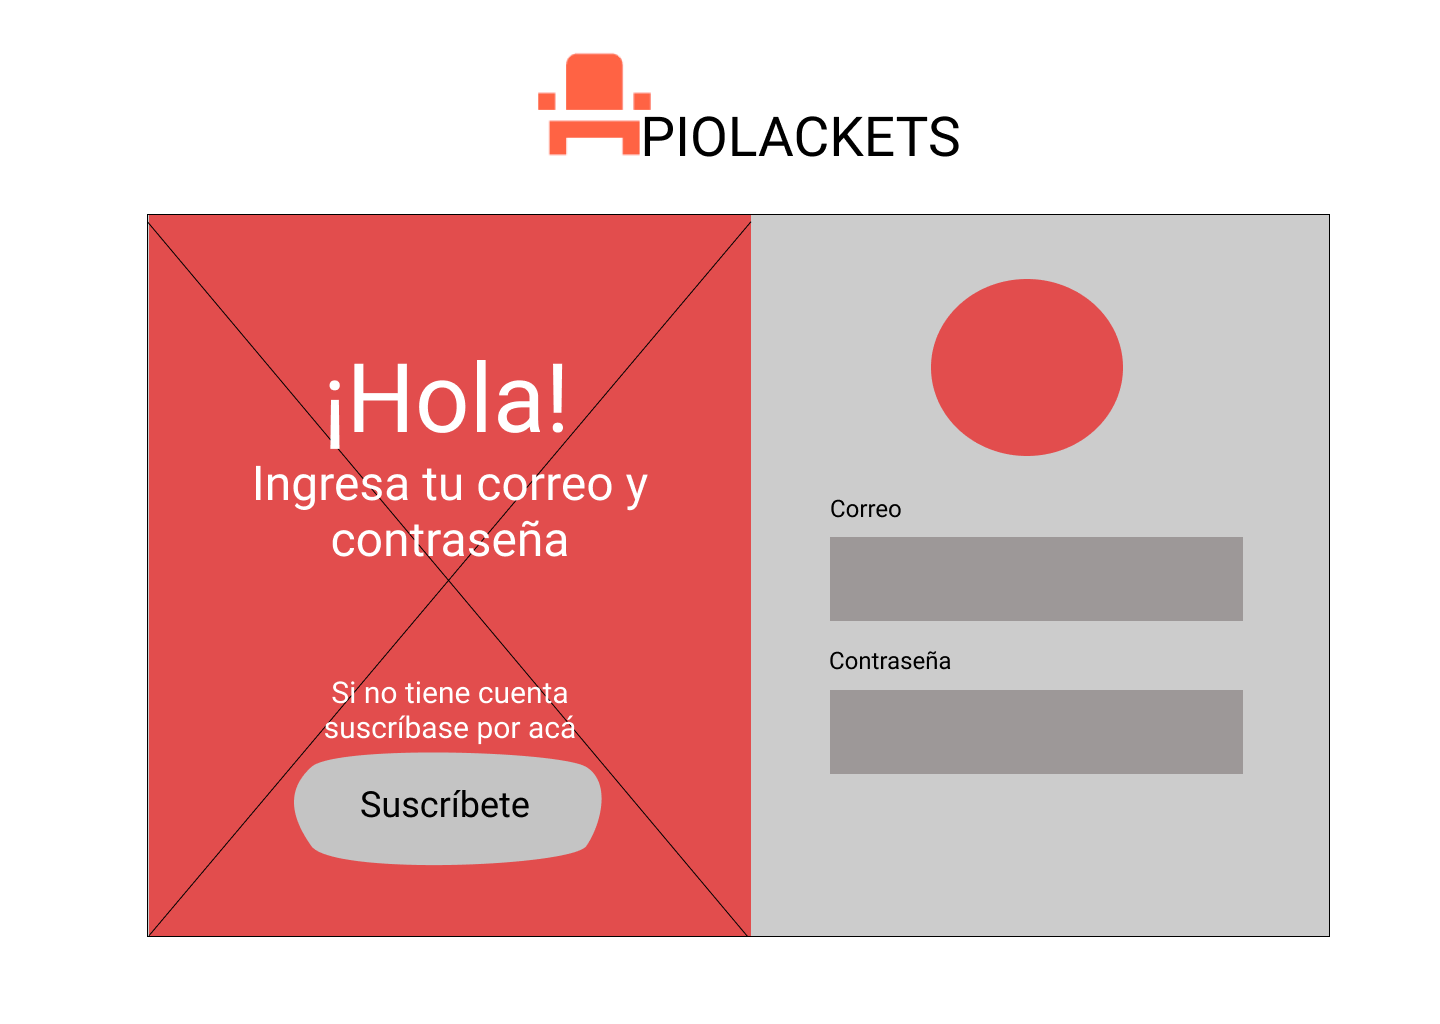 PIOLACKETS
¡Hola!
Ingresa tu correo y
contraseña
Si no tiene cuenta
suscríbase por acá
Suscríbete
Correo
Contraseña